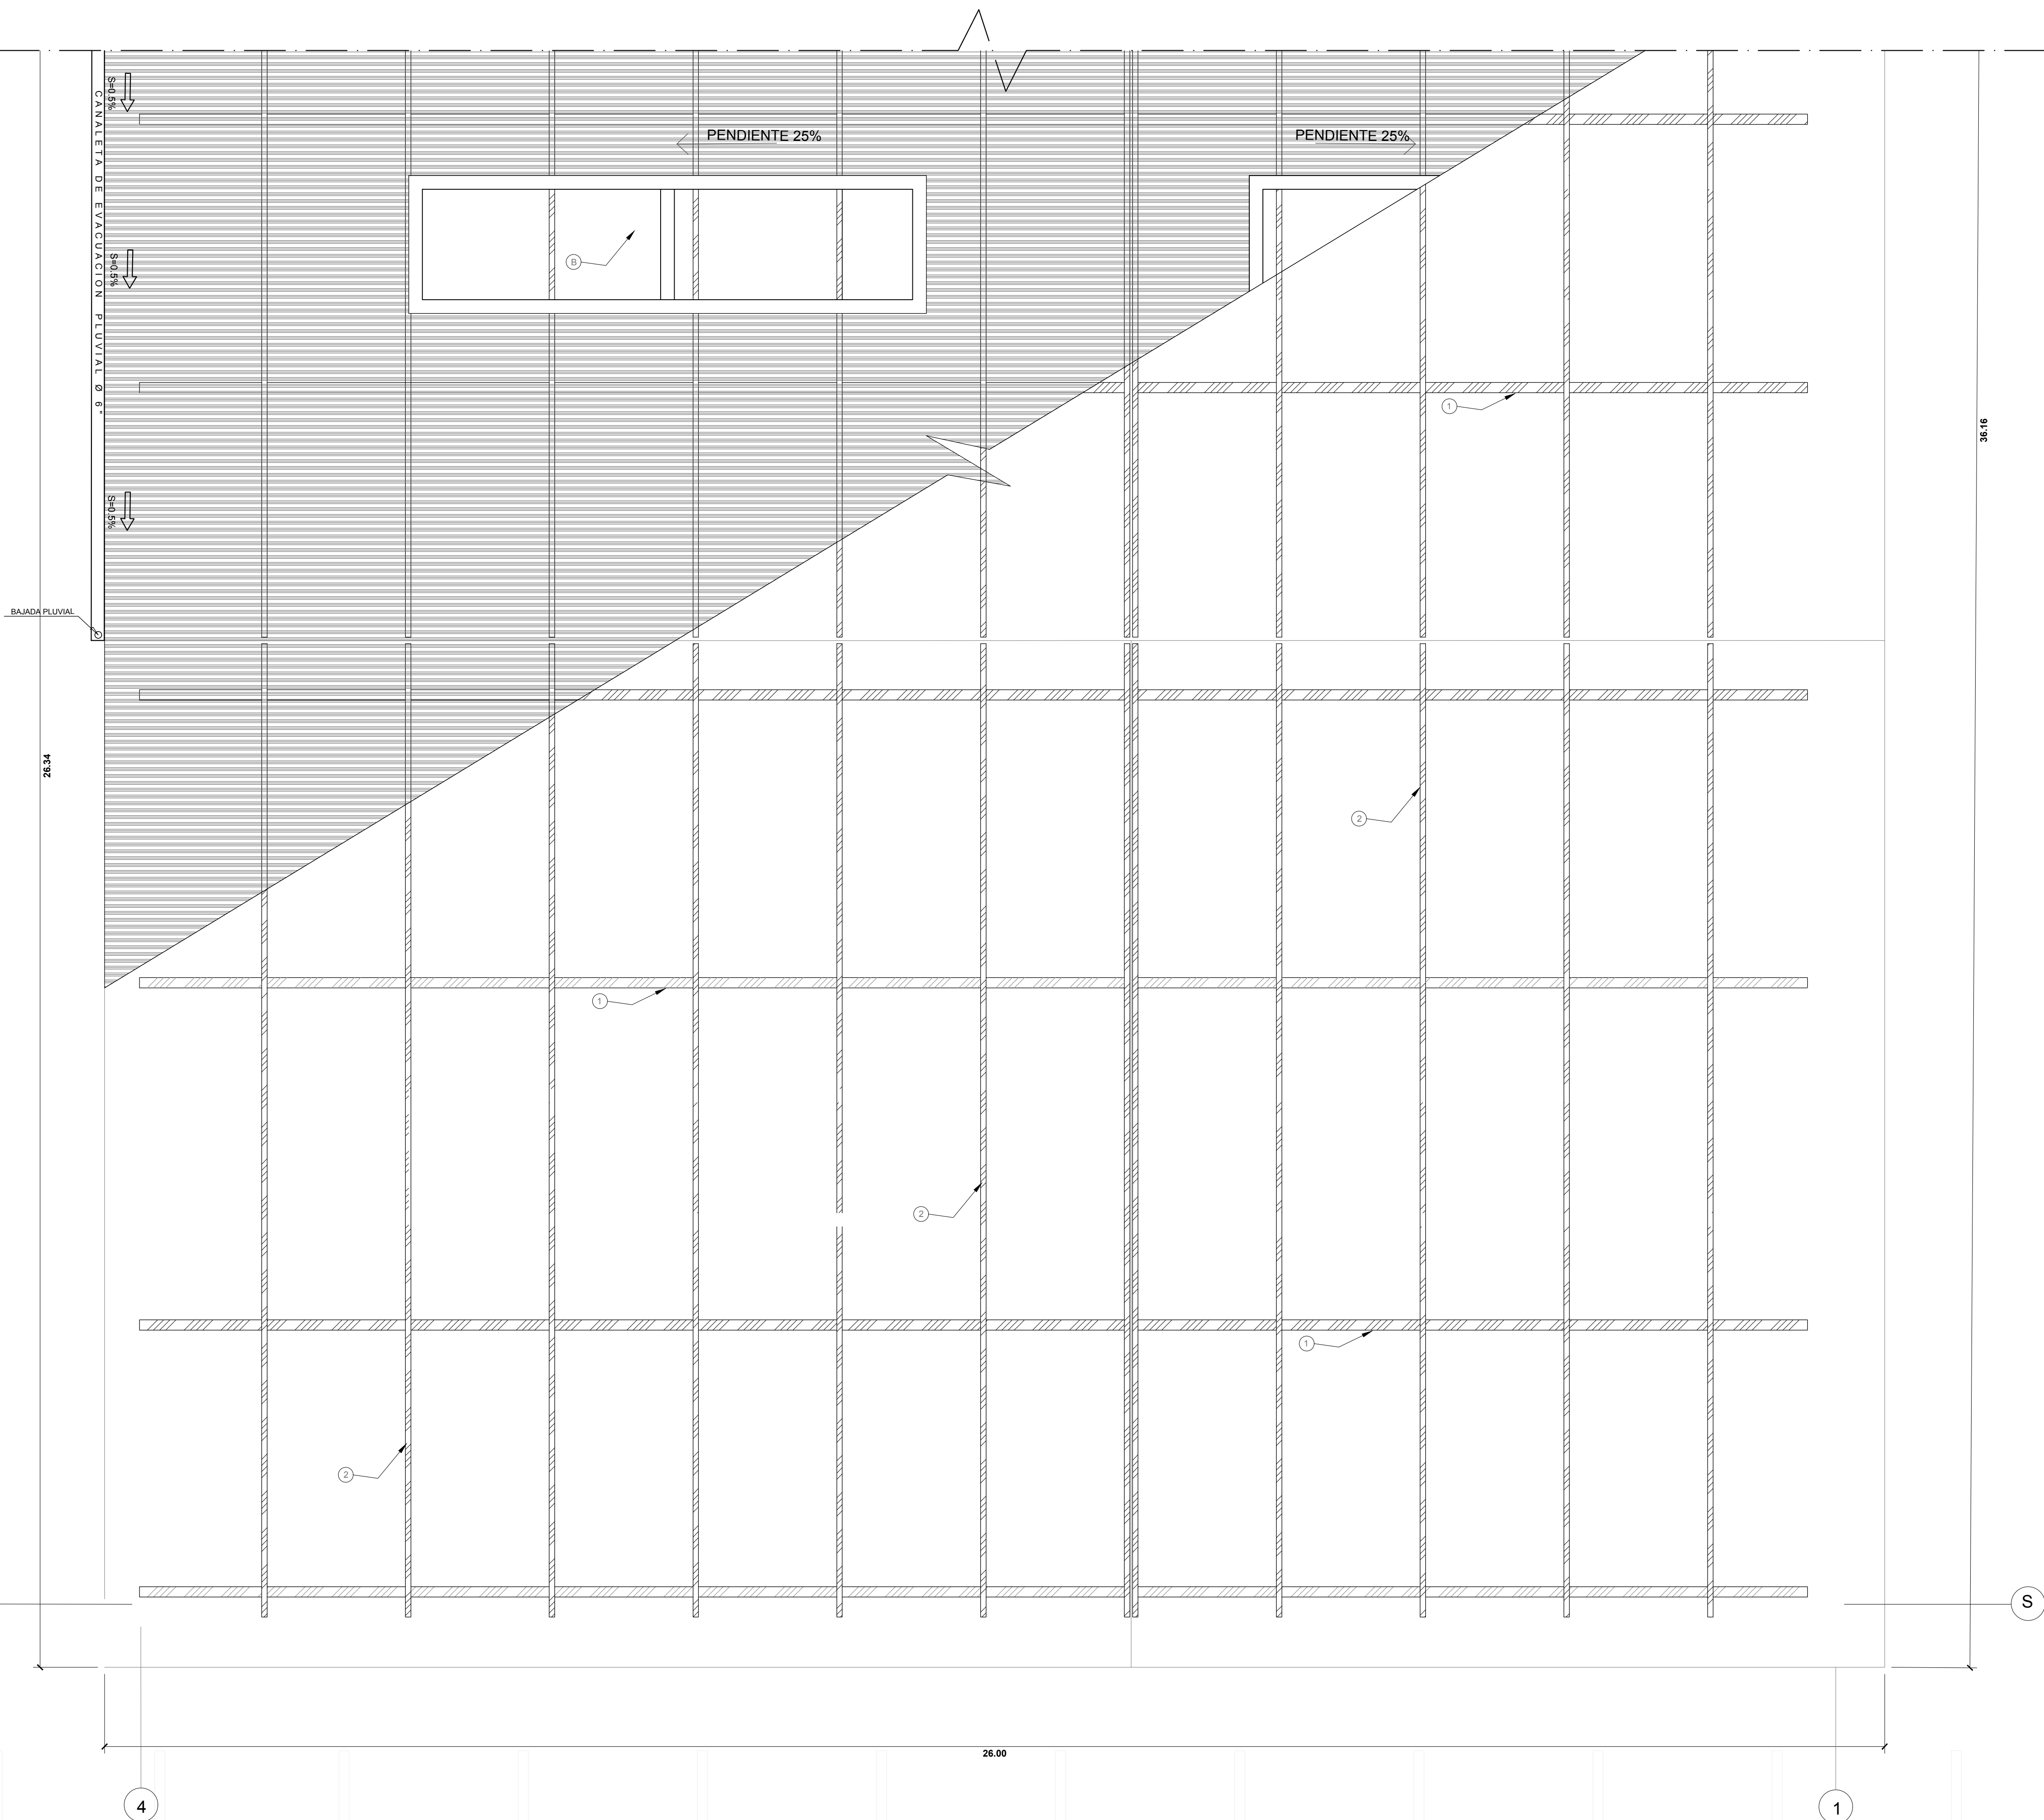 S=0.5%
CANALETA DE EVACUACION PLUVIAL Ø 6"
PENDIENTE 25%
PENDIENTE 25%
B
S=0.5%
1
36.16
S=0.5%
BAJADA PLUVIAL
26.34
2
1
2
1
2
S
26.00
4
1